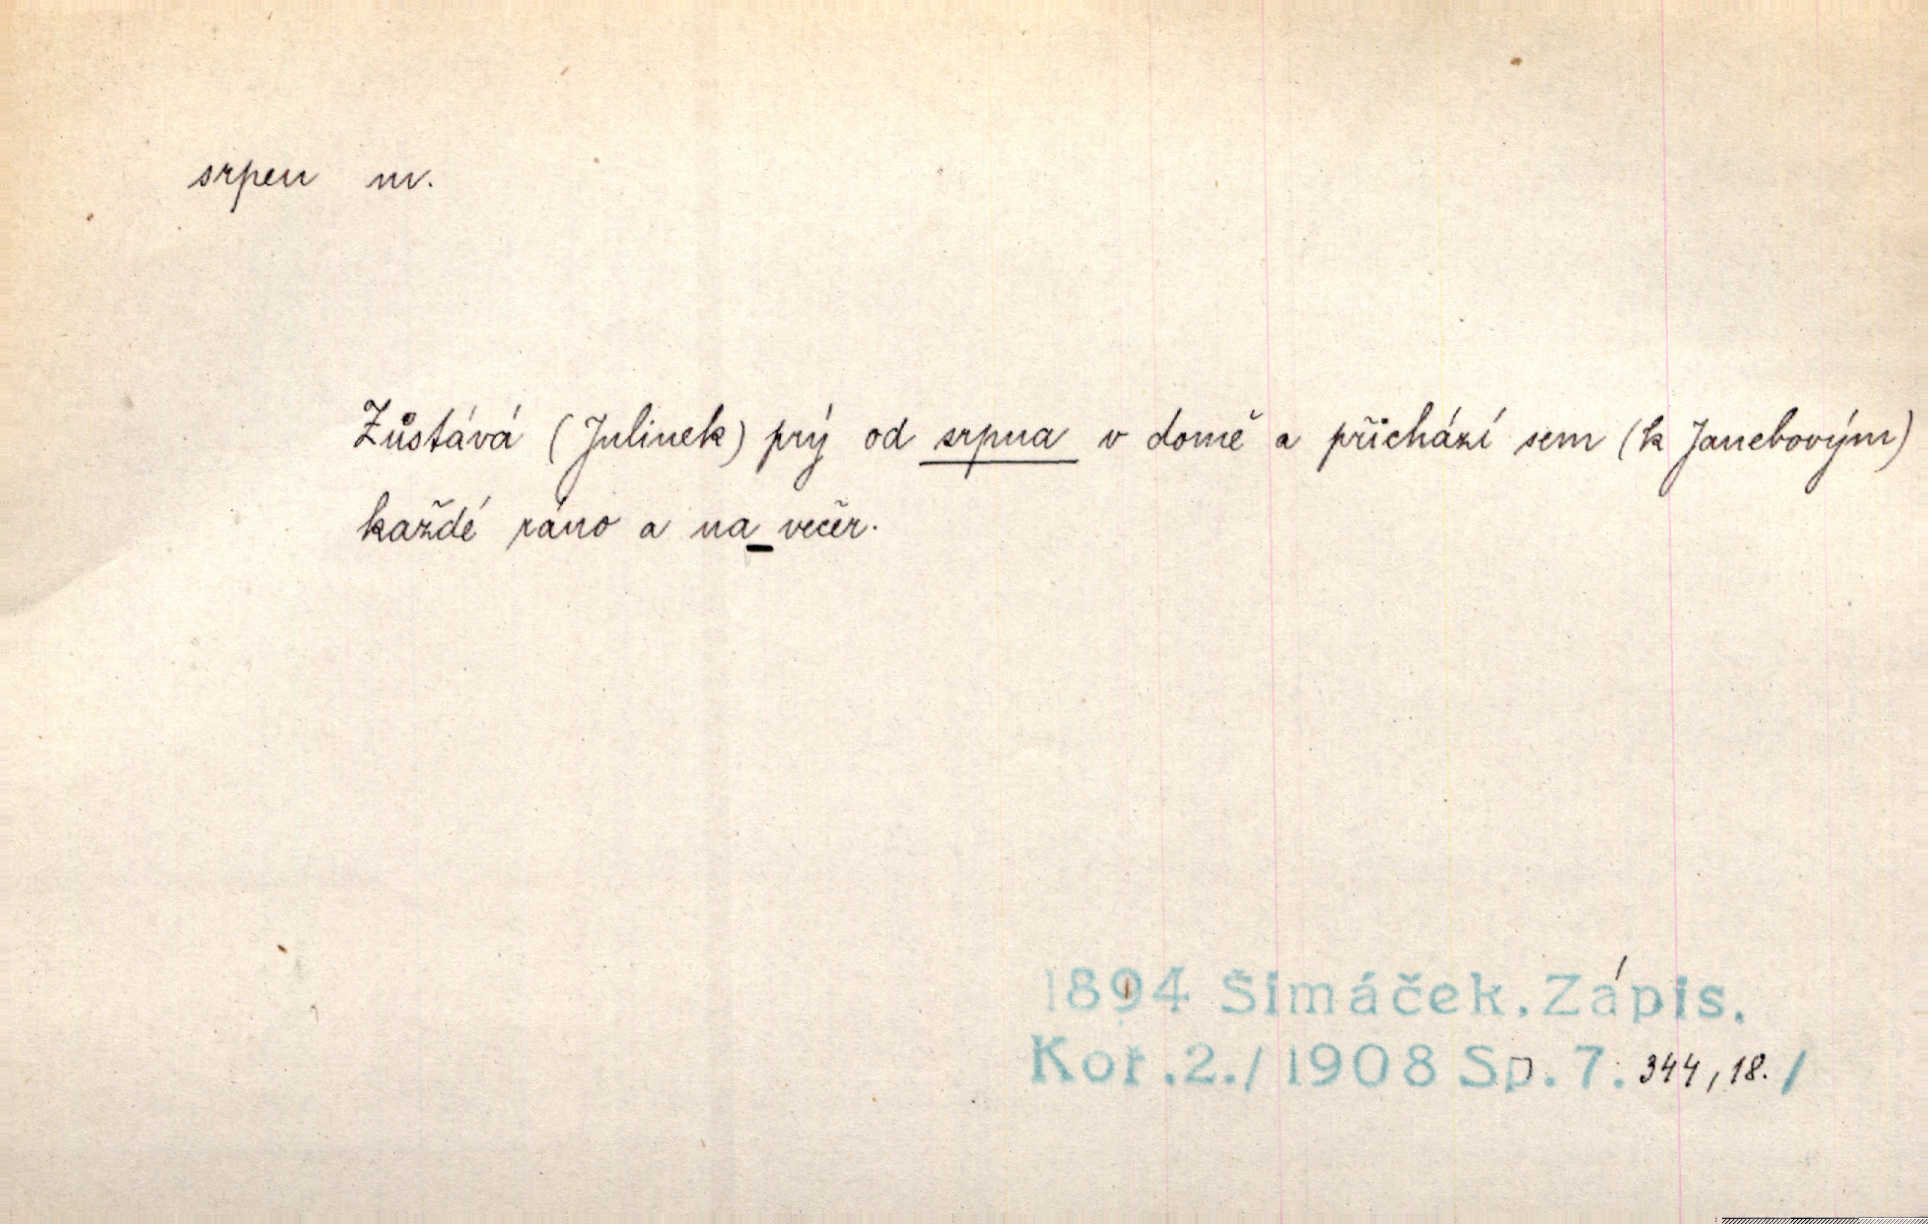 srpen m.
Zůstává (Julinek) prý od srpna v domě a přichází sem (k Janebovým)
každé ráno a na večer.
1894 Šimáček. Zápis.
Koř.2./1908 Sp.7. 344,18./